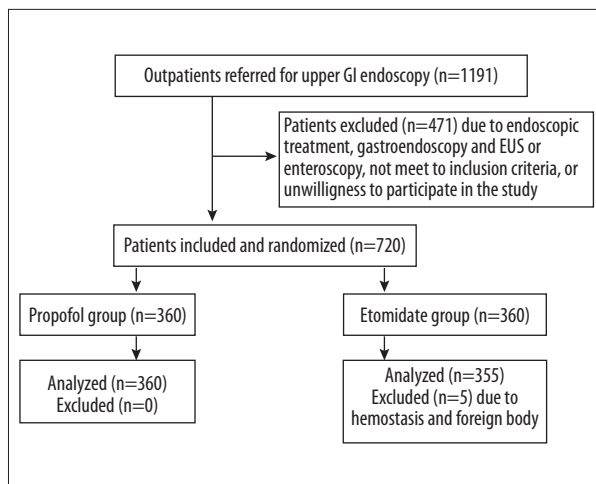 Outpatients referred for upper GI endoscopy (n=1191)
Patients excluded (n=471) due to endoscopic
treatment, gastroendoscopy and EUS or
enteroscopy, not meet to inclusion criteria, or
unwilligness to participate in the study
Patients included and randomized (n=720)
Propofol group (n=360)
Etomidate group (n=360)
Analyzed (n=360)
Excluded (n=0)
Analyzed (n=355)
Excluded (n=5) due to
hemostasis and foreign body